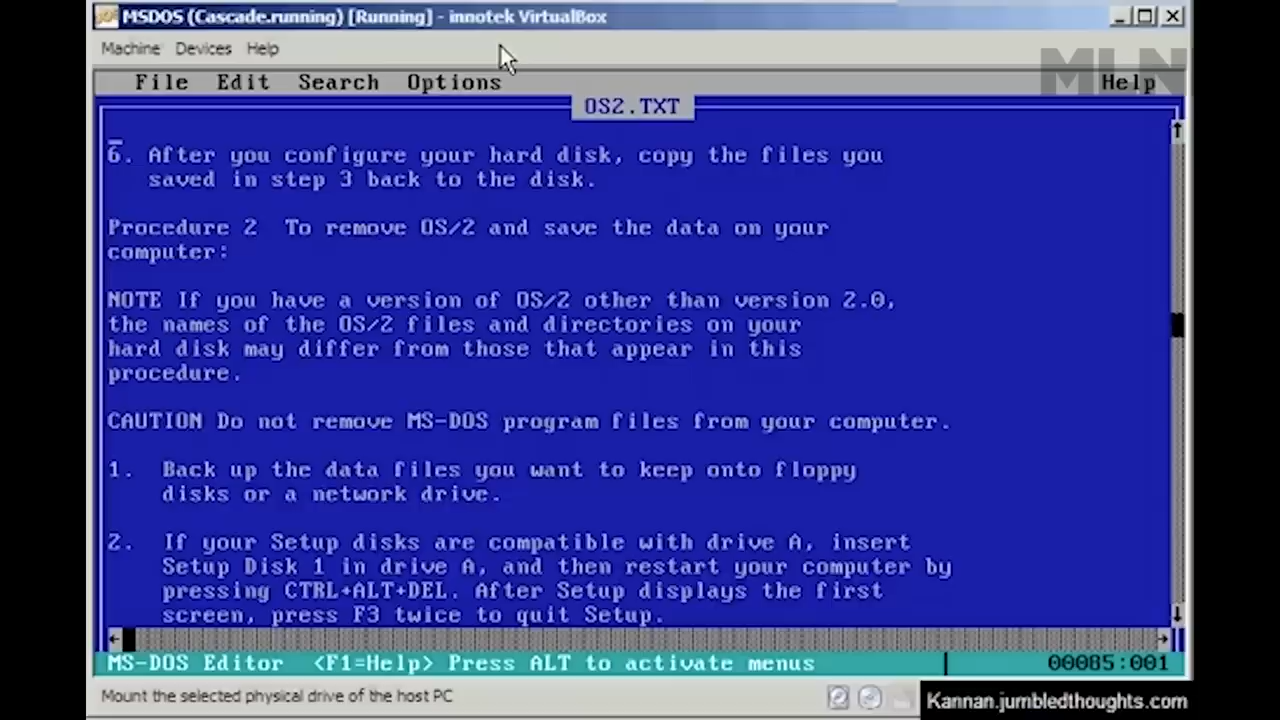 MSDOS (Cascade.running) [Running] - innotek VirtualBox
Machine Devices Help
MLN
File Edit Search Options Help
OS2.TXT
6. After you configure your hard disk, copy the files you
saved in step 3 back to the disk.
Procedure 2 To remove OS/2 and save the data on your
computer:
NOTE If you have a version of OS/2 other than version 2.0,
the names of the OS/2 files and directories on your
hard disk may differ from those that appear in this
procedure.
CAUTION Do not remove MS-DOS program files from your computer.
1. Back up the data files you want to keep onto floppy
disks or a network drive.
2. If your Setup disks are compatible with drive A, insert
Setup Disk 1 in drive A, and then restart your computer by
pressing CTRL+ALT+DEL. After Setup displays the first
screen, press F3 twice to quit Setup.
MS-DOS Editor <F1=Help> Press ALT to activate menus 00085:001
Mount the selected physical drive of the host PC
Kannan.jumbledthoughts.com